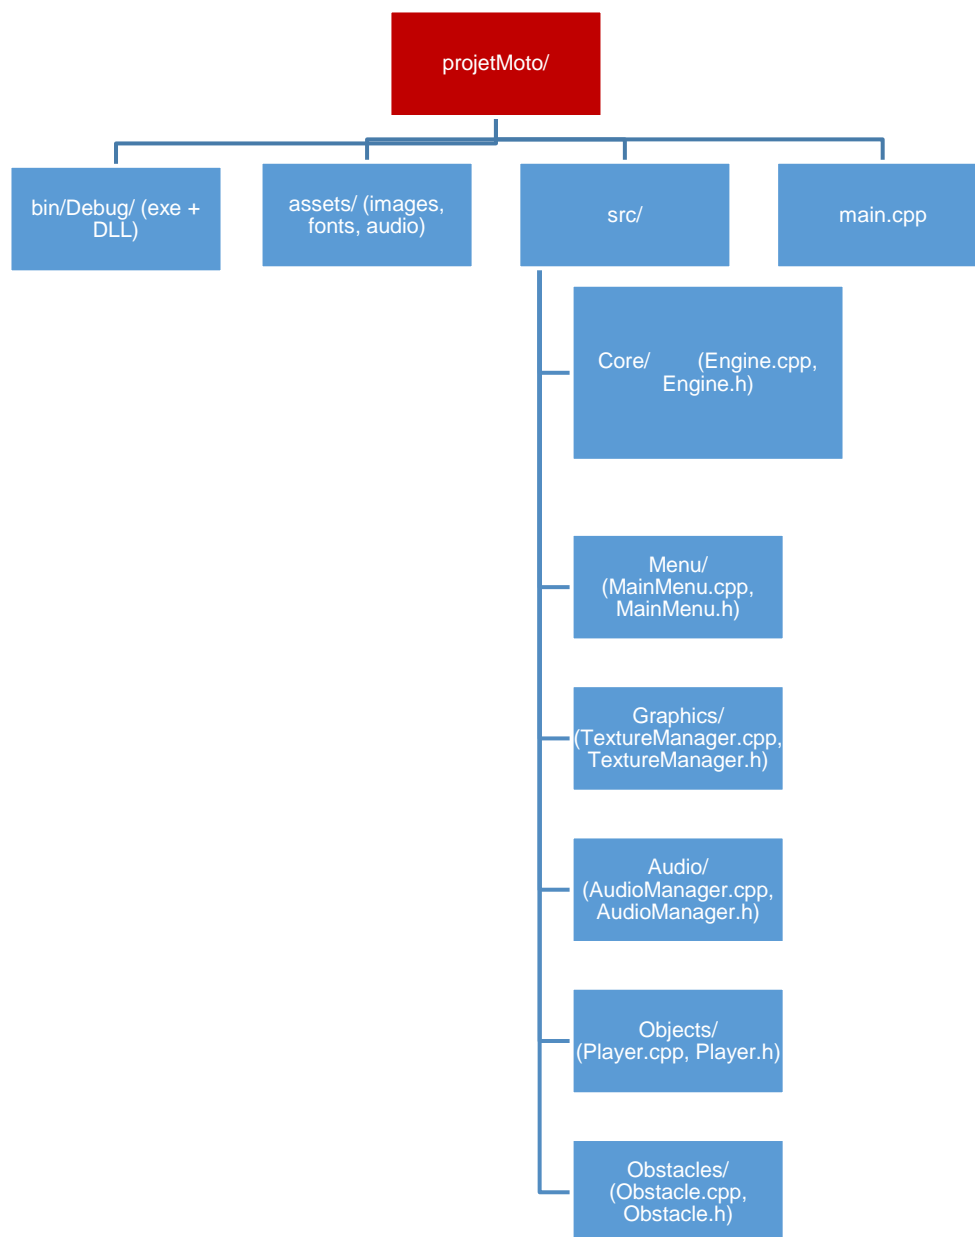 projetMoto/
bin/Debug/ (exe +
DLL)
assets/ (images,
fonts, audio)
src/
main.cpp
Core/ (Engine.cpp,
Engine.h)
Menu/
(MainMenu.cpp,
MainMenu.h)
Graphics/
(TextureManager.cpp,
TextureManager.h)
Audio/
(AudioManager.cpp,
AudioManager.h)
Objects/
(Player.cpp, Player.h)
Obstacles/
(Obstacle.cpp,
Obstacle.h)